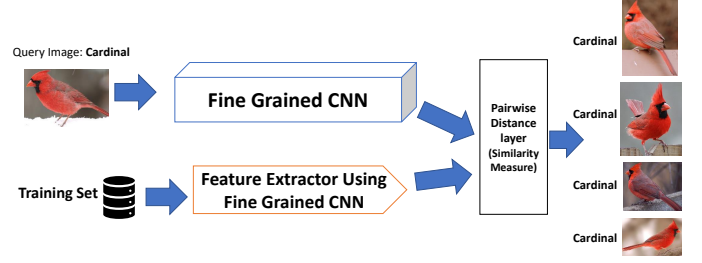 Query Image: Cardinal
Fine Grained CNN
Training Set
Feature Extractor Using
Fine Grained CNN
Pairwise
Distance
layer
(Similarity
Measure)
Cardinal
Cardinal
Cardinal
Cardinal